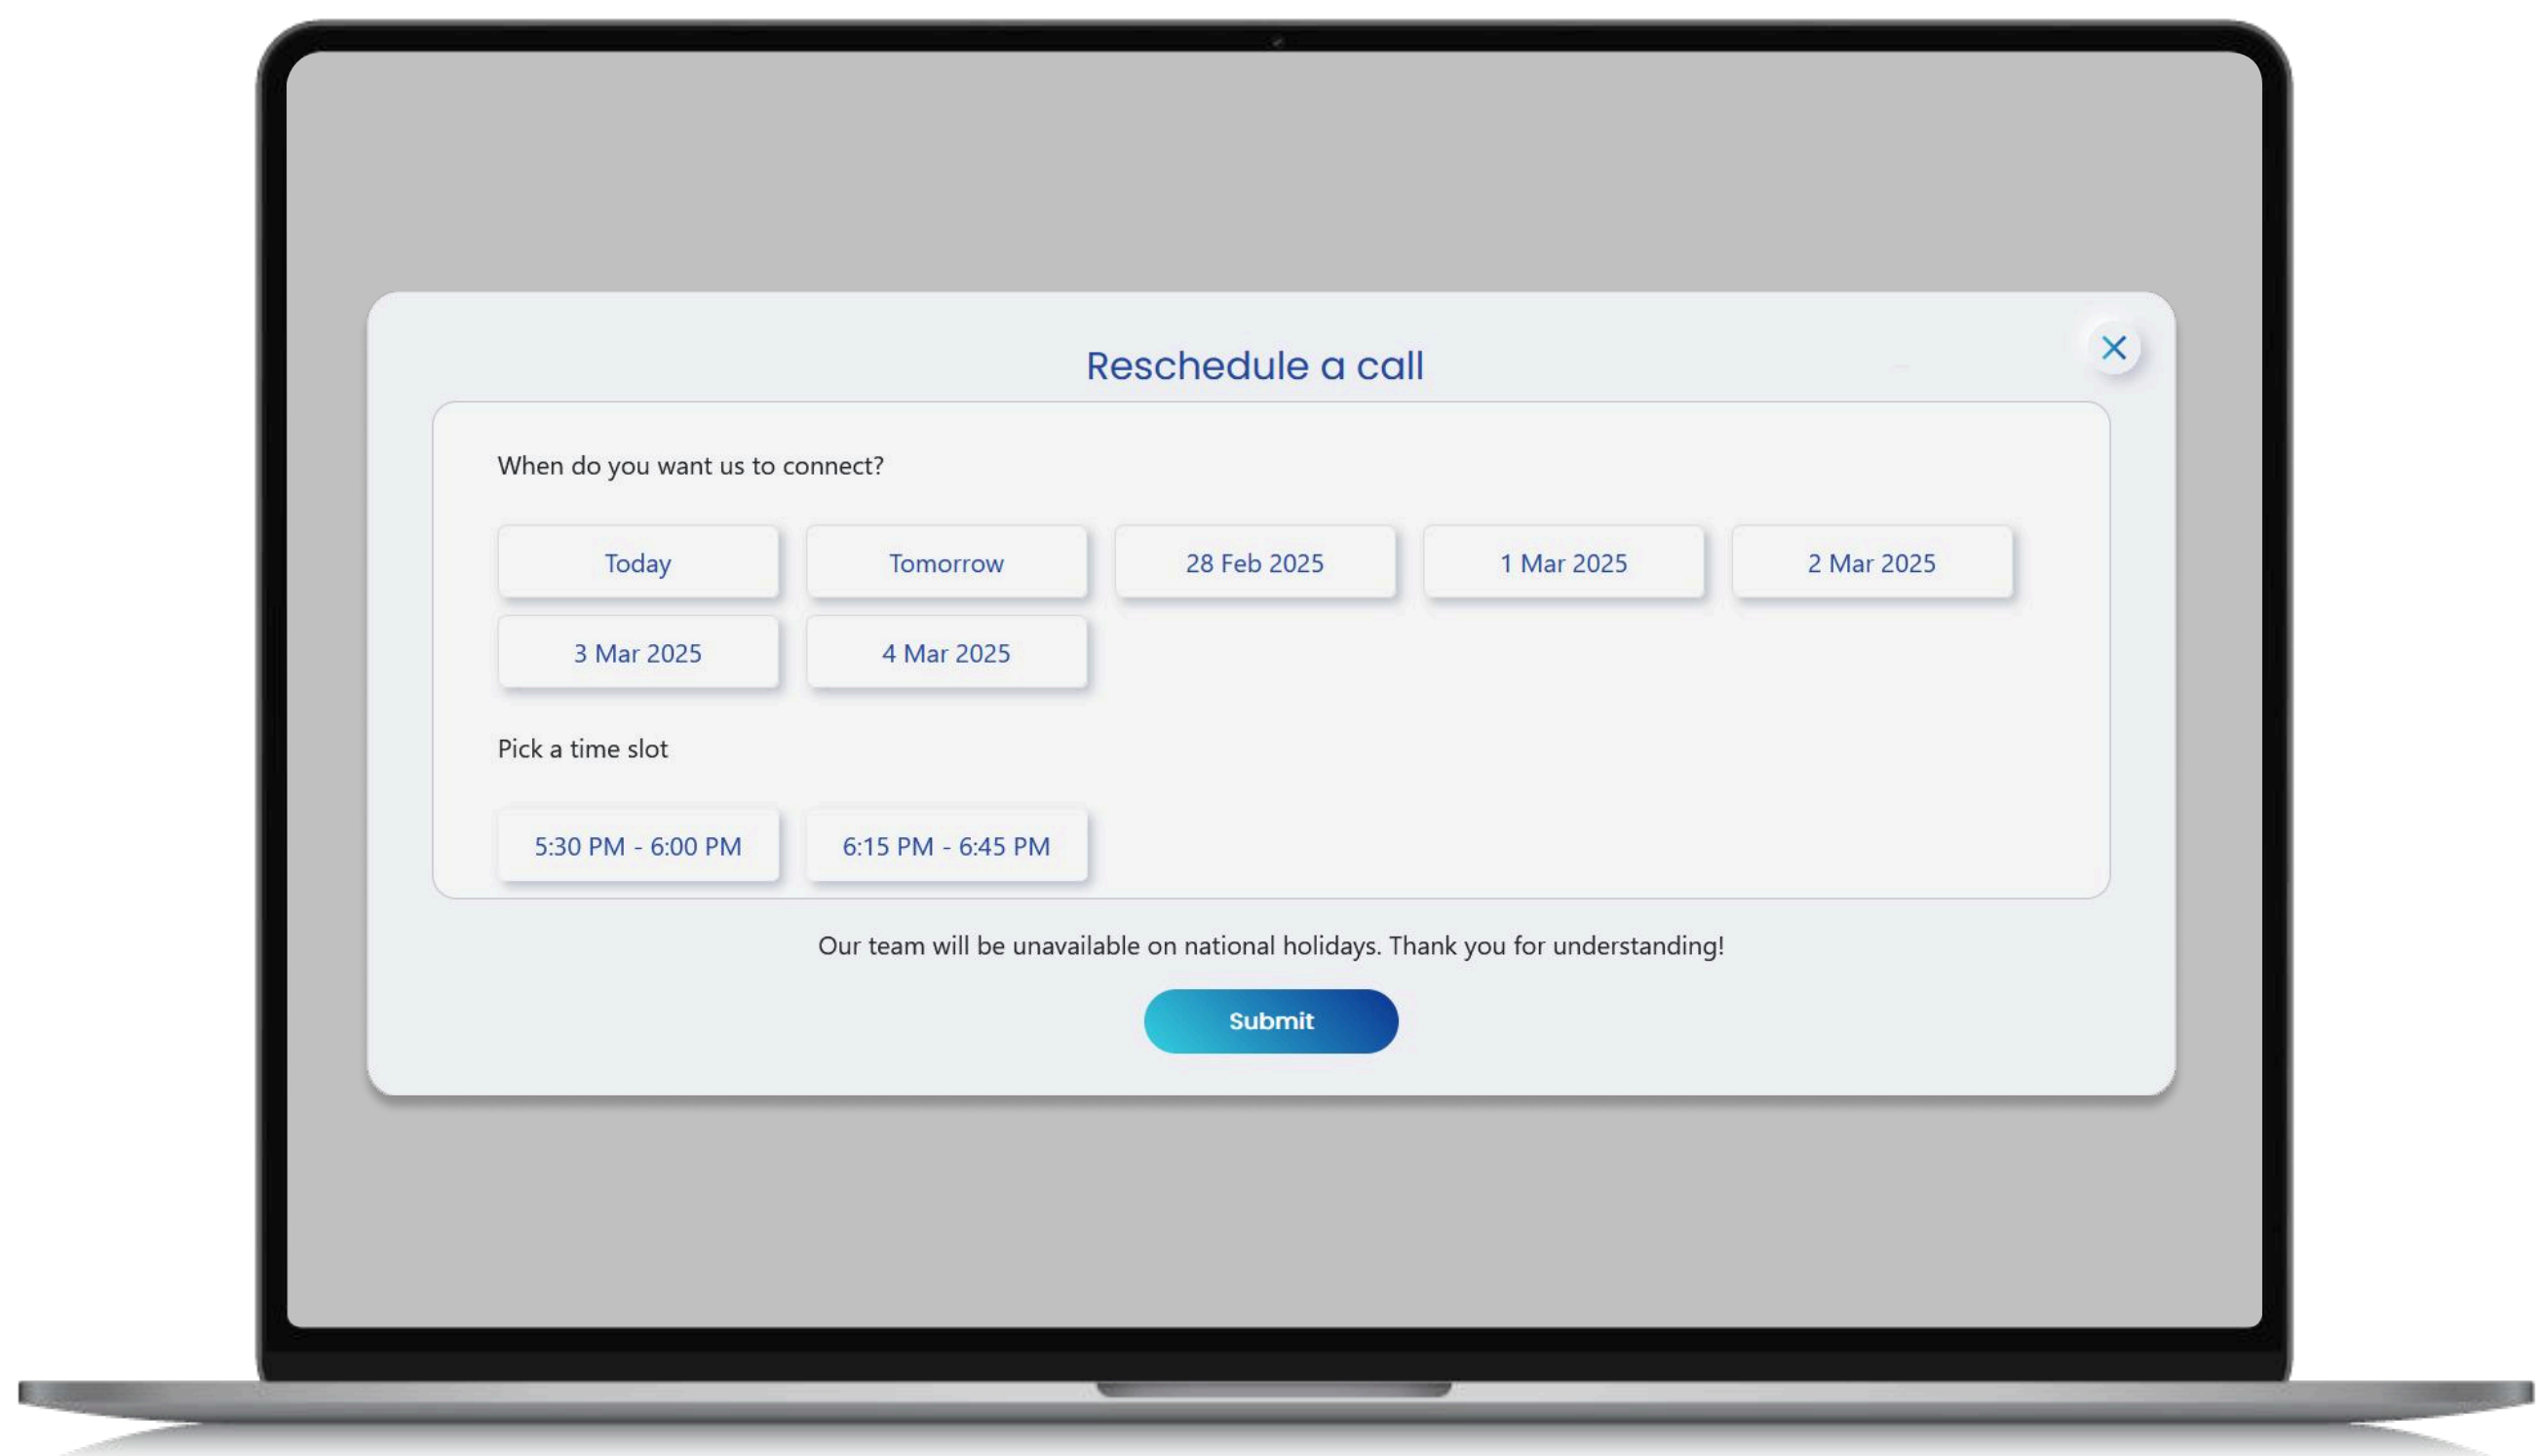 Reschedule a call
When do you want us to connect?
Today Tomorrow 28 Feb 2025 1 Mar 2025 2 Mar 2025
3 Mar 2025 4 Mar 2025
Pick a time slot
5:30 PM - 6:00 PM 6:15 PM - 6:45 PM
Our team will be unavailable on national holidays. Thank you for understanding!
Submit